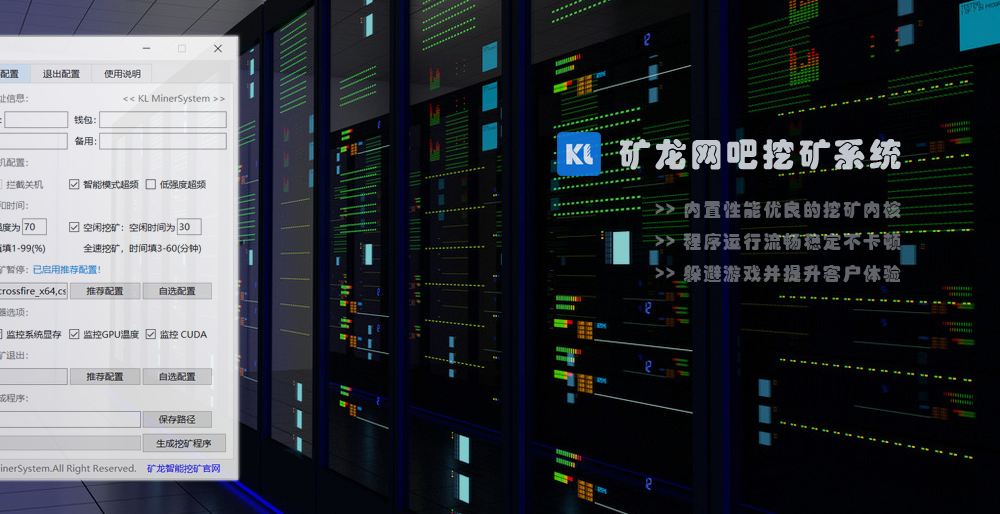 配置 退出配置 使用说明
址信息: << KL MinerSystem >>
钱包:
备用:
机配置:
拦截关机 智能模式超频 低强度超频
和时间:
温度为 70 空闲挖矿: 空闲时间为 30
填1-99(%) 全速挖矿，时间填3-60(分钟)
矿暂停: 已启用推荐配置!
crossfire_x64,cs 推荐配置 自选配置
器选项:
监控系统显存 监控GPU温度 监控 CUDA
矿退出:
推荐配置 自选配置
成程序:
保存路径
生成挖矿程序
MinerSystem.All Right Reserved. 矿龙智能挖矿官网
KL 矿龙网吧挖矿系统
>> 内置性能优良的挖矿内核
>> 程序运行流畅稳定不卡顿
>> 躲避游戏并提升客户体验